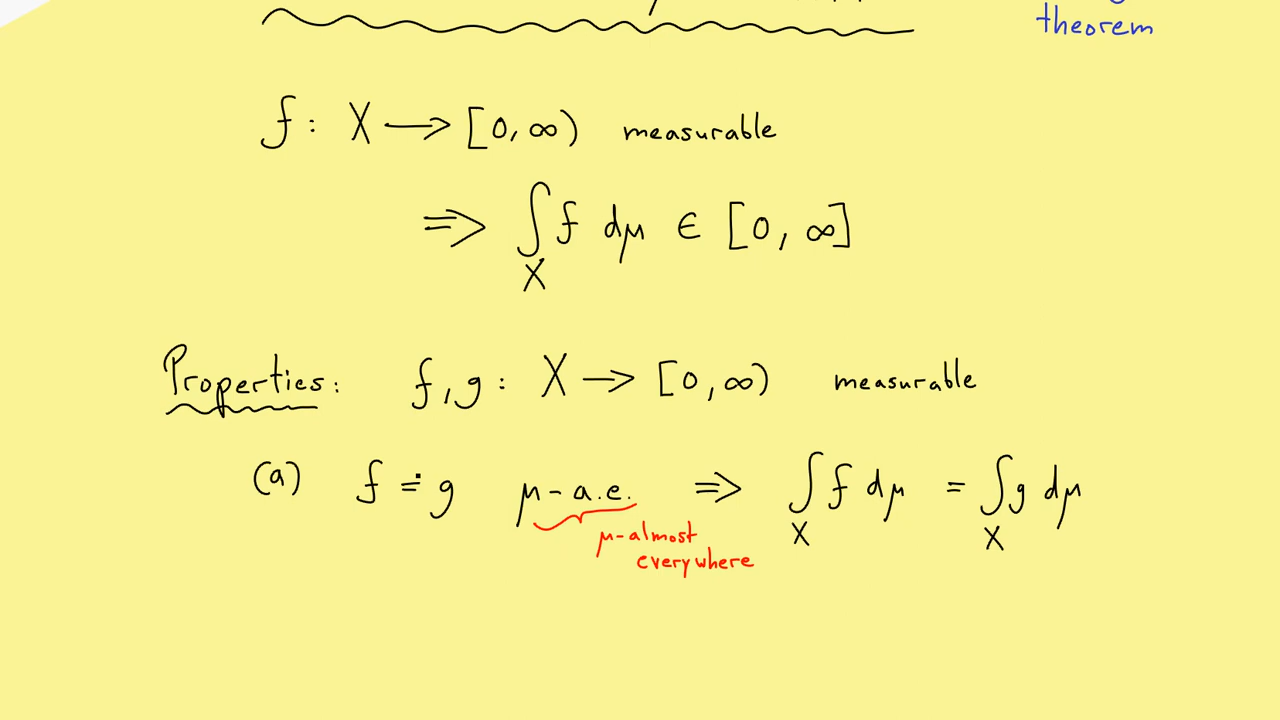 theorem
f: X ⟶ [0, ∞) measurable
⇒ ∫_X f dμ ∈ [0, ∞]
Properties: f, g: X → [0, ∞) measurable
(a) f = g μ-a.e. ⇒ ∫_X f dμ = ∫_X g dμ
μ-almost
everywhere